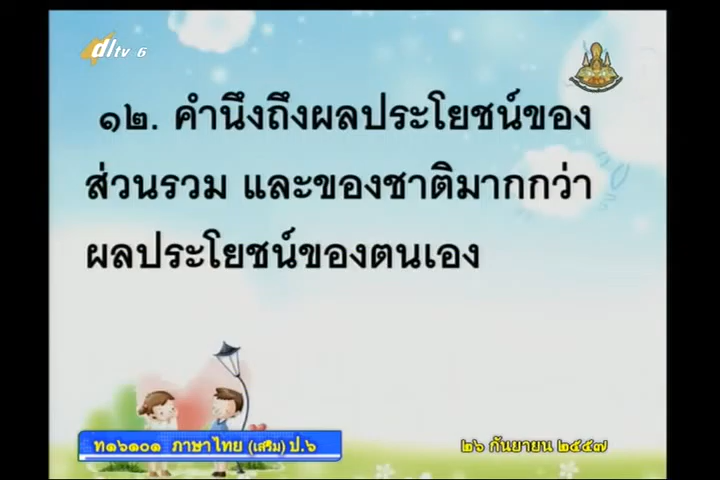 dltv 6
๑๒. คำนึงถึงผลประโยชน์ของ
ส่วนรวม และของชาติมากกว่า
ผลประโยชน์ของตนเอง
ท๑๖๑๐๑ ภาษาไทย (เสริม) ป.๖
๒๖ กันยายน ๒๕๕๗